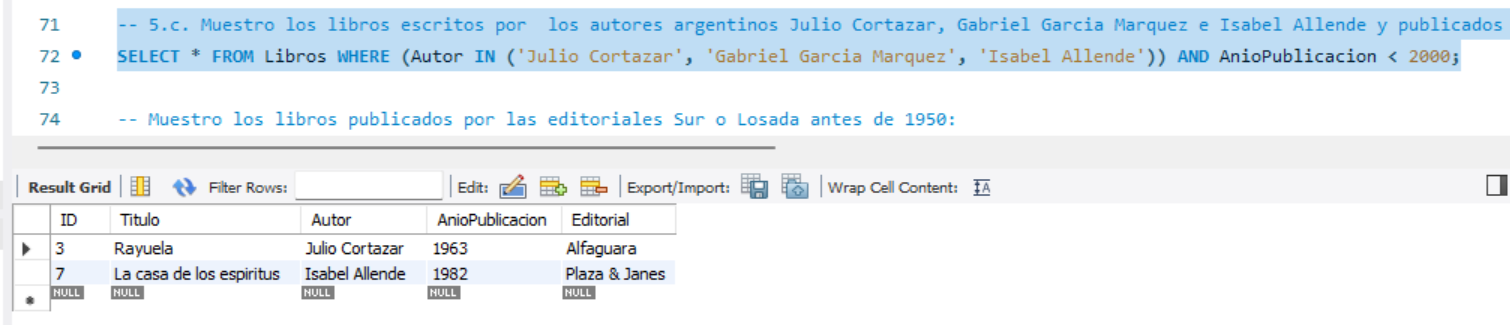 71 -- 5.c. Muestro los libros escritos por  los autores argentinos Julio Cortazar, Gabriel Garcia Marquez e Isabel Allende y publicados
72 SELECT * FROM Libros WHERE (Autor IN ('Julio Cortazar', 'Gabriel Garcia Marquez', 'Isabel Allende')) AND AnioPublicacion < 2000;
73
74 -- Muestro los libros publicados por las editoriales Sur o Losada antes de 1950:
Result Grid Filter Rows: Edit: Export/Import: Wrap Cell Content: IA
ID Titulo Autor AnioPublicacion Editorial
3 Rayuela Julio Cortazar 1963 Alfaguara
7 La casa de los espiritus Isabel Allende 1982 Plaza & Janes
NULL NULL NULL NULL NULL